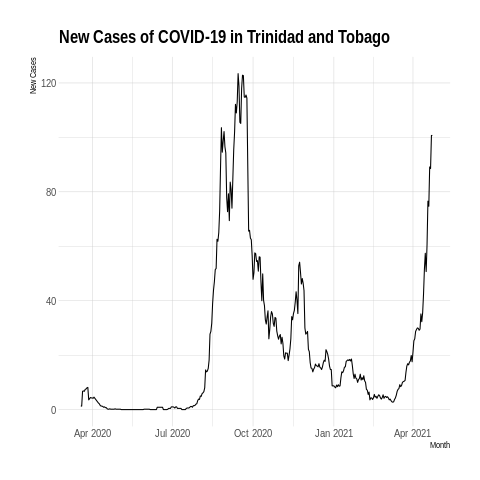 New Cases of COVID-19 in Trinidad and Tobago
New Cases
120
80
40
0
Apr 2020 Jul 2020 Oct 2020 Jan 2021 Apr 2021
Month